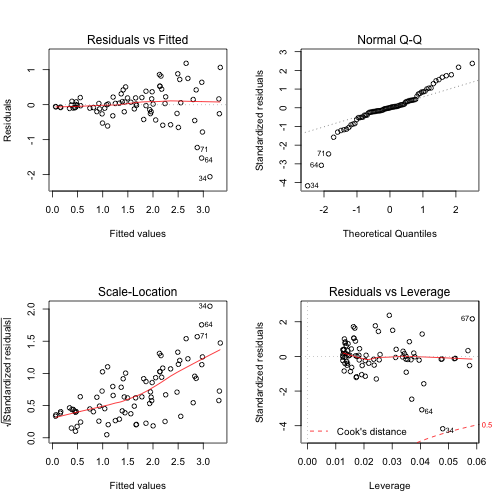 Residuals vs Fitted
Residuals
1
0
-1
-2
71
64
34
0.0 0.5 1.0 1.5 2.0 2.5 3.0
Fitted values
Normal Q-Q
Standardized residuals
3
2
1
0
-1
-2
-3
-4
71
64
34
-2 -1 0 1 2
Theoretical Quantiles
Scale-Location
√|Standardized residuals|
2.0
1.5
1.0
0.5
0.0
34
64
71
0.0 0.5 1.0 1.5 2.0 2.5 3.0
Fitted values
Residuals vs Leverage
Standardized residuals
2
0
-2
-4
67
64
34
0.5
Cook's distance
0.00 0.01 0.02 0.03 0.04 0.05 0.06
Leverage